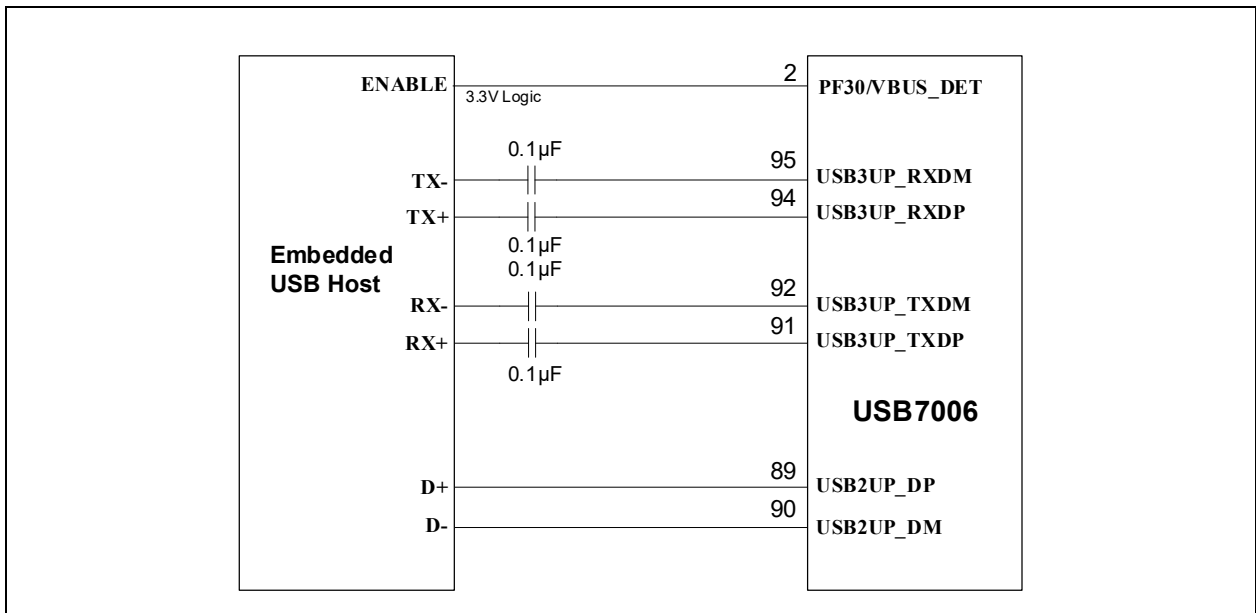 ENABLE
3.3V Logic
2
PF30/VBUS_DET
0.1µF
TX-
95
USB3UP_RXDM
TX+
94
USB3UP_RXDP
0.1µF
Embedded
USB Host
0.1µF
RX-
92
USB3UP_TXDM
RX+
91
USB3UP_TXDP
0.1µF
USB7006
D+
89
USB2UP_DP
D-
90
USB2UP_DM